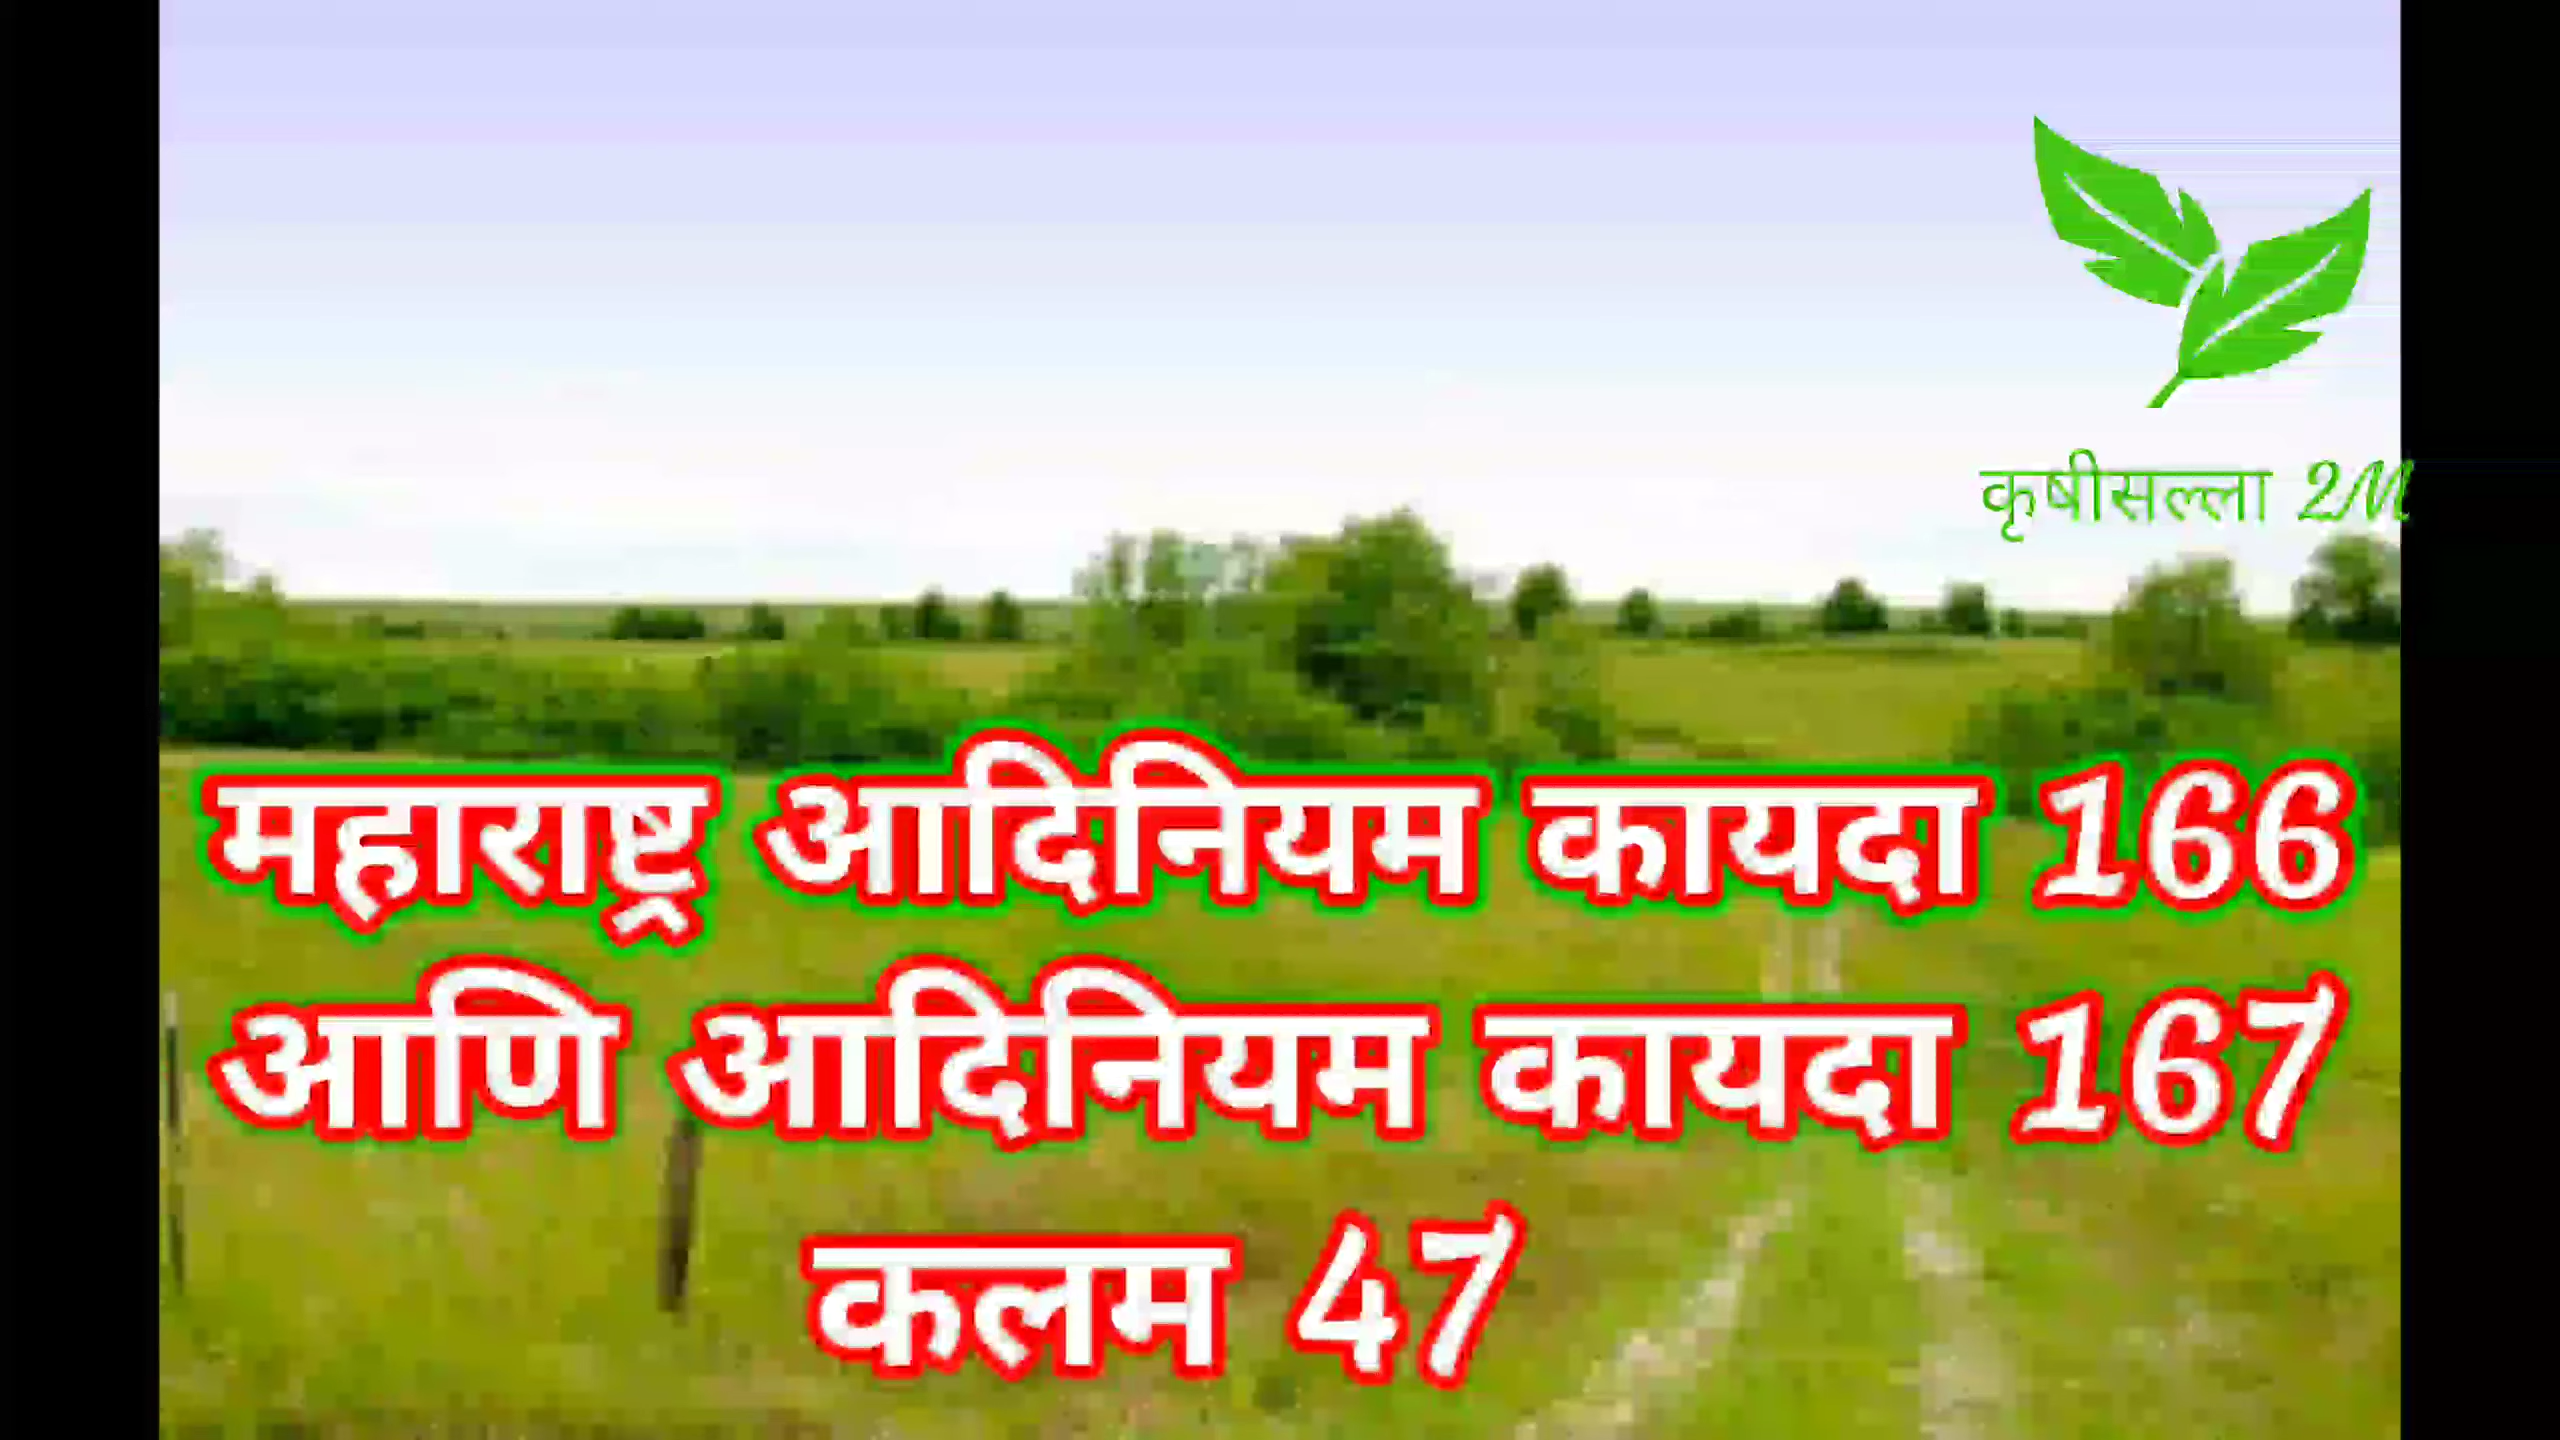 कृषीसल्ला 2M
महाराष्ट्र आदिनियम कायदा 166
आणि आदिनियम कायदा 167
कलम 47